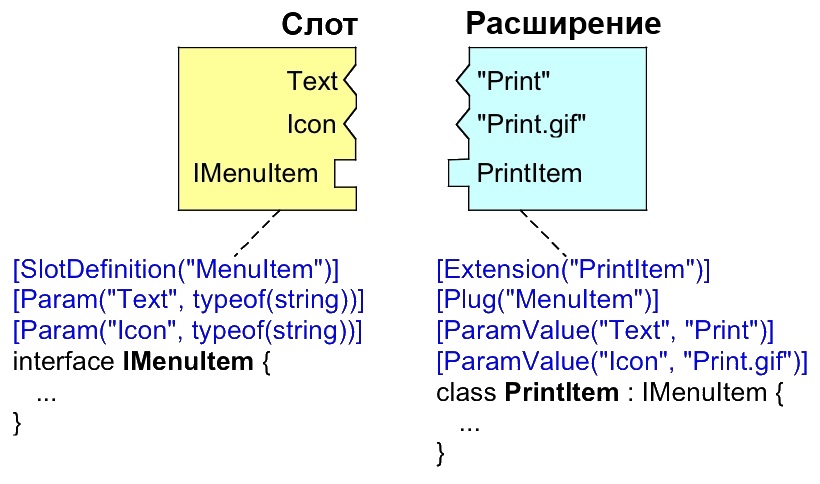 Слот
Text
Icon
IMenuItem
[SlotDefinition("MenuItem")]
[Param("Text", typeof(string))]
[Param("Icon", typeof(string))]
interface IMenuItem {
...
}
Расширение
"Print"
"Print.gif"
PrintItem
[Extension("PrintItem")]
[Plug("MenuItem")]
[ParamValue("Text", "Print")]
[ParamValue("Icon", "Print.gif")]
class PrintItem : IMenuItem {
...
}